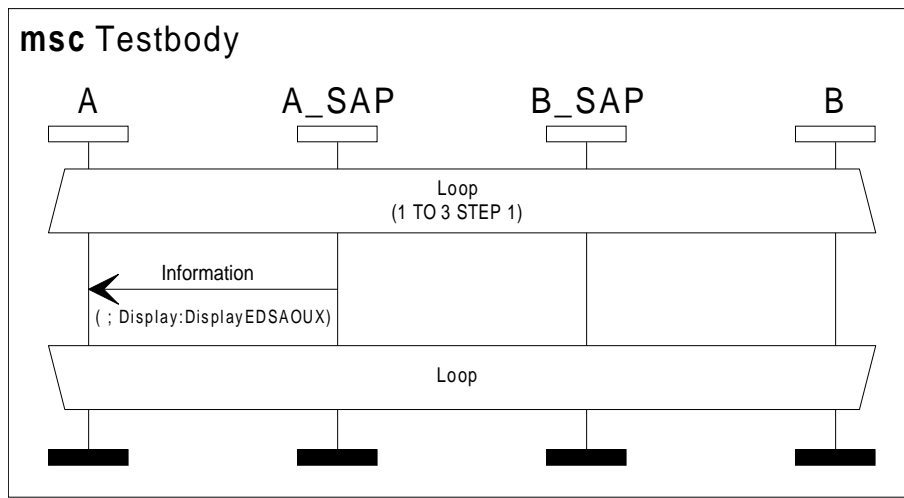 msc Testbody
A A_SAP B_SAP B
Loop
(1 TO 3 STEP 1)
Information
( ; Display:DisplayEDSAOUX)
Loop